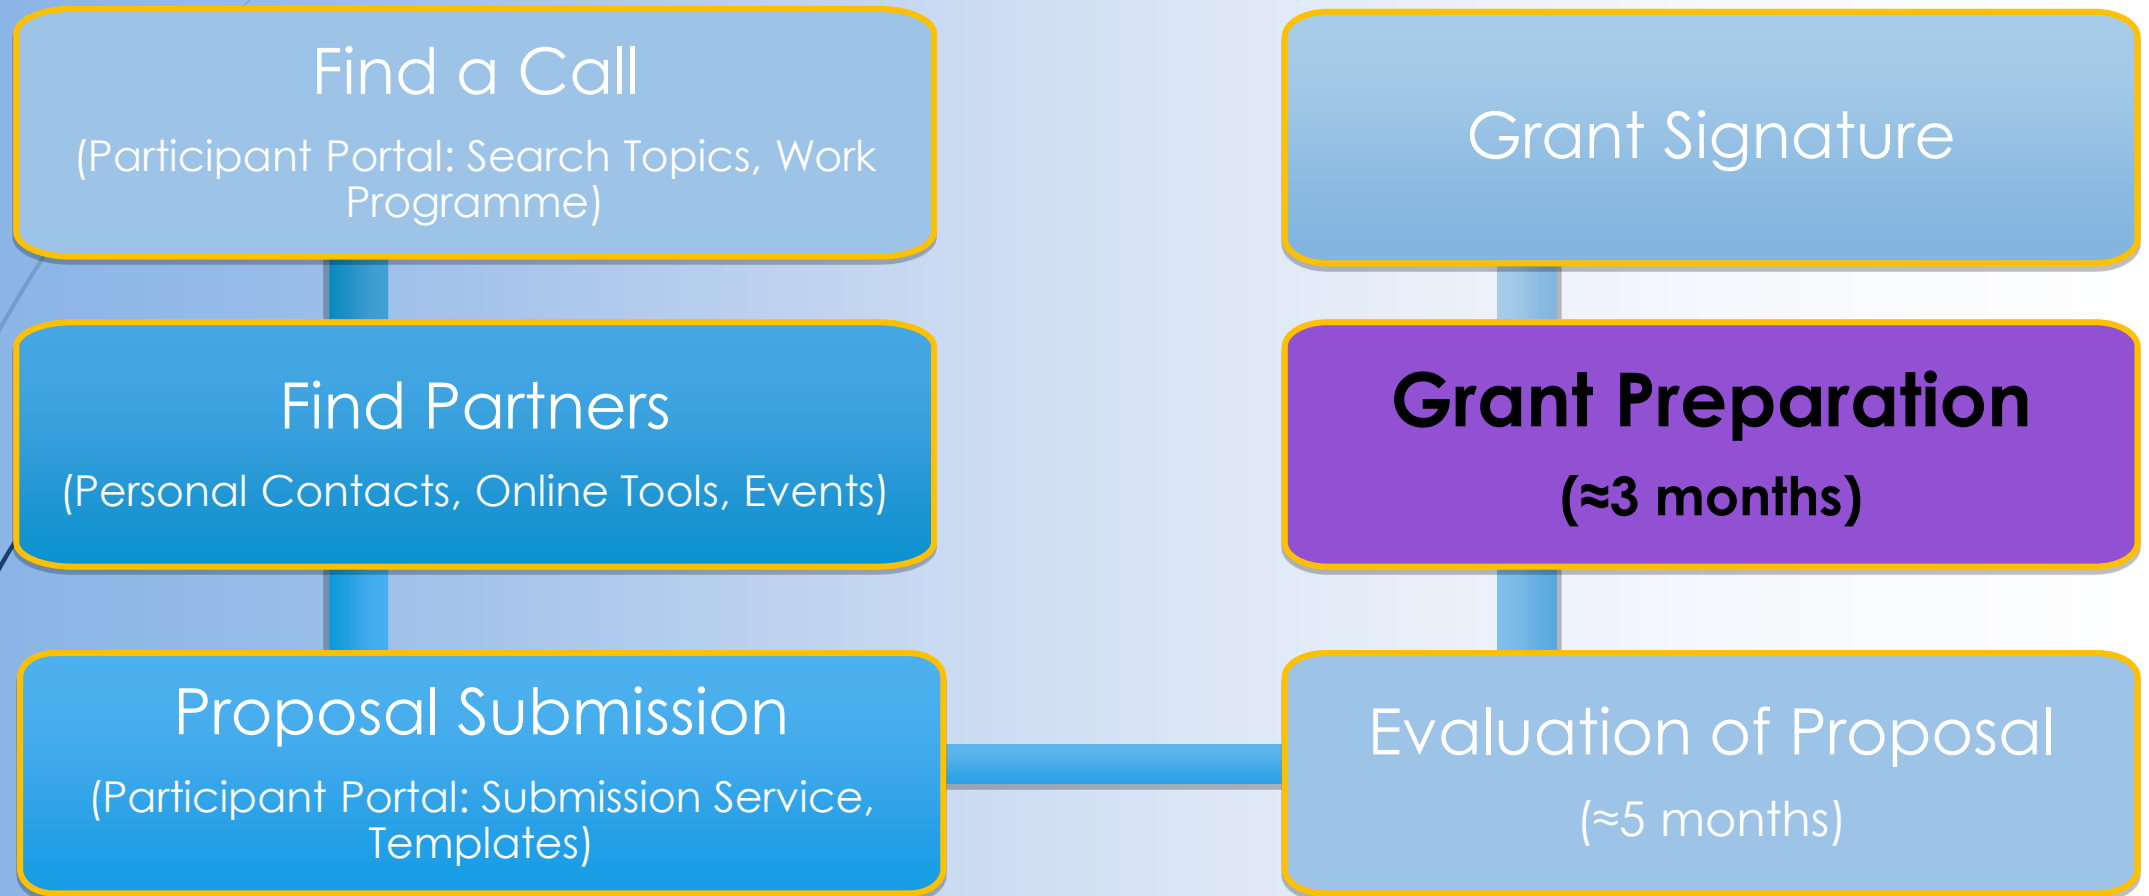 Find a Call
(Participant Portal: Search Topics, Work
Programme)
Find Partners
(Personal Contacts, Online Tools, Events)
Proposal Submission
(Participant Portal: Submission Service,
Templates)
Evaluation of Proposal
(≈5 months)
Grant Preparation
(≈3 months)
Grant Signature